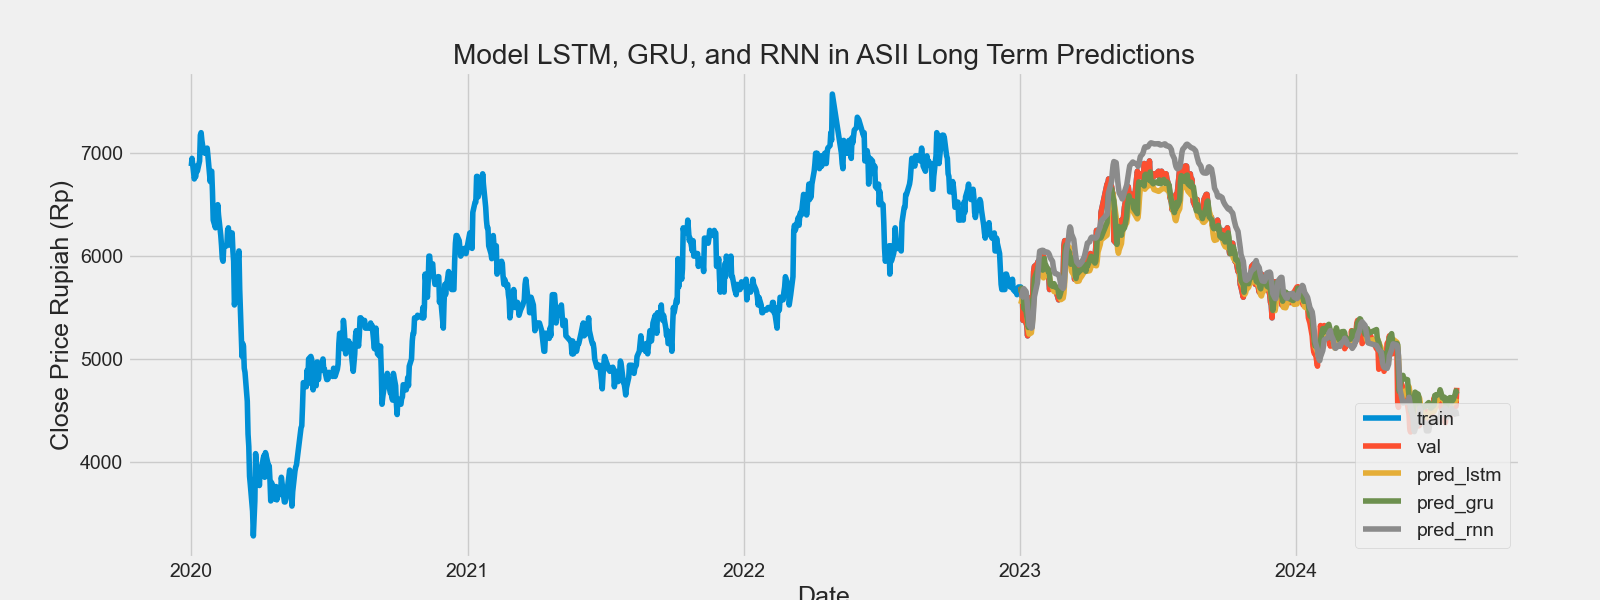 Model LSTM, GRU, and RNN in ASII Long Term Predictions
Close Price Rupiah (Rp)
7000
6000
5000
4000
train
val
pred_lstm
pred_gru
pred_rnn
2020 2021 2022 2023 2024
Date